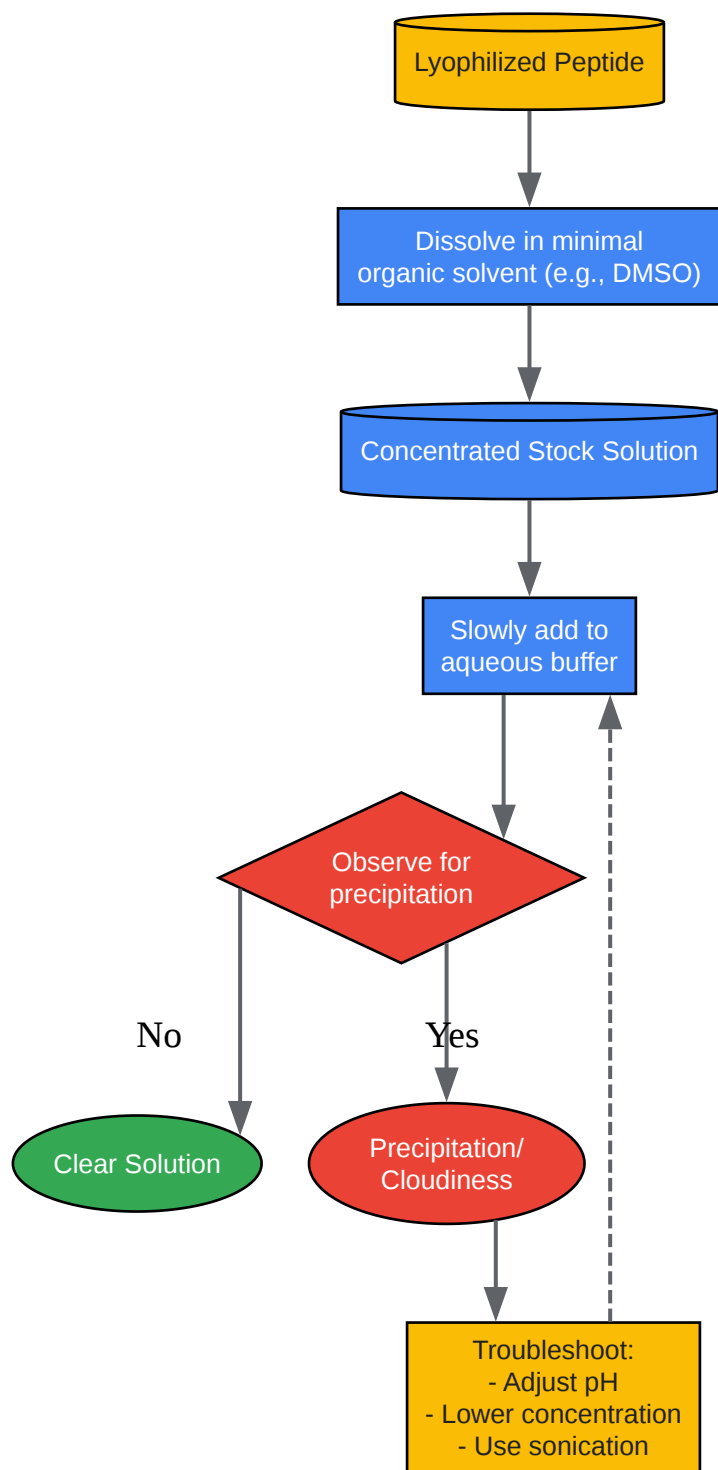 Lyophilized Peptide
Dissolve in minimal
organic solvent (e.g., DMSO)
Concentrated Stock Solution
Slowly add to
aqueous buffer
Observe for
precipitation
No
Yes
Clear Solution
Precipitation/
Cloudiness
Troubleshoot:
- Adjust pH
- Lower concentration
- Use sonication